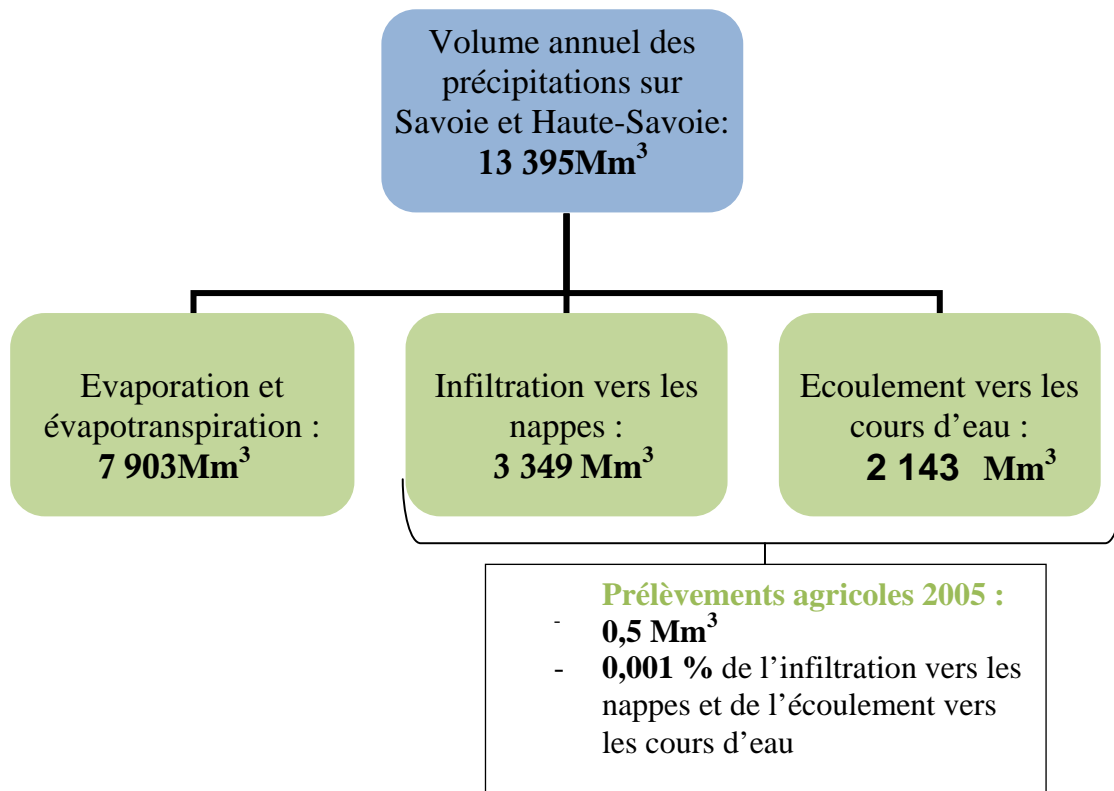 Volume annuel des
précipitations sur
Savoie et Haute-Savoie:
13 395Mm³
Evaporation et
évapotranspiration :
7 903Mm³
Infiltration vers les
nappes :
3 349 Mm³
Ecoulement vers les
cours d’eau :
2 143 Mm³
Prélèvements agricoles 2005 :
- 0,5 Mm³
- 0,001 % de l’infiltration vers les
nappes et de l’écoulement vers
les cours d’eau